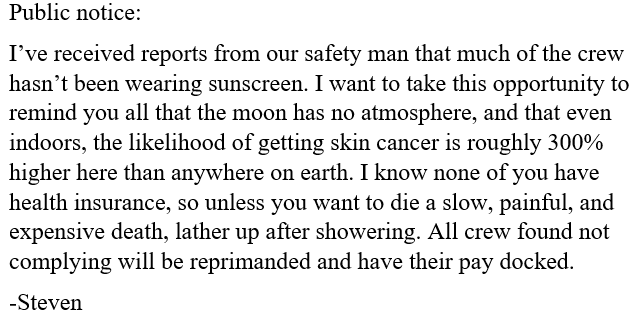 Public notice:
I’ve received reports from our safety man that much of the crew
hasn’t been wearing sunscreen. I want to take this opportunity to
remind you all that the moon has no atmosphere, and that even
indoors, the likelihood of getting skin cancer is roughly 300%
higher here than anywhere on earth. I know none of you have
health insurance, so unless you want to die a slow, painful, and
expensive death, lather up after showering. All crew found not
complying will be reprimanded and have their pay docked.
-Steven